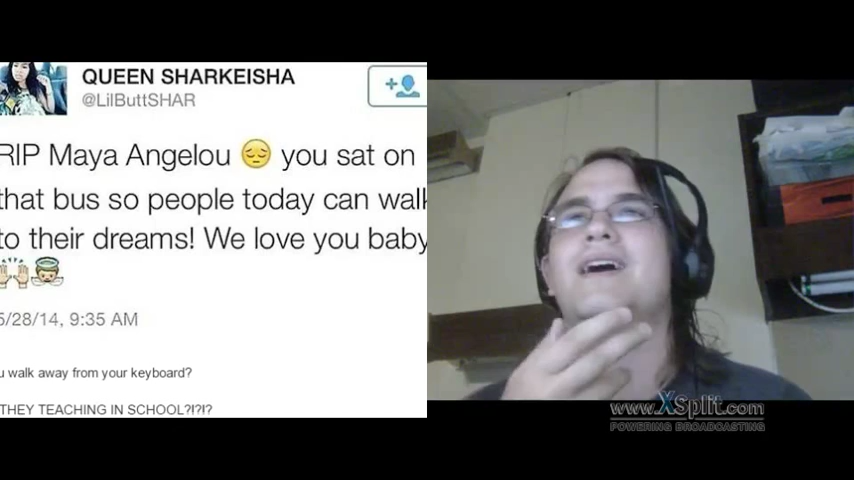 QUEEN SHARKEISHA
@LilButtSHAR
RIP Maya Angelou 😔 you sat on
that bus so people today can walk
to their dreams! We love you baby
🙌👼
5/28/14, 9:35 AM
u walk away from your keyboard?
THEY TEACHING IN SCHOOL?!?!?
www.XSplit.com
POWERING BROADCASTING